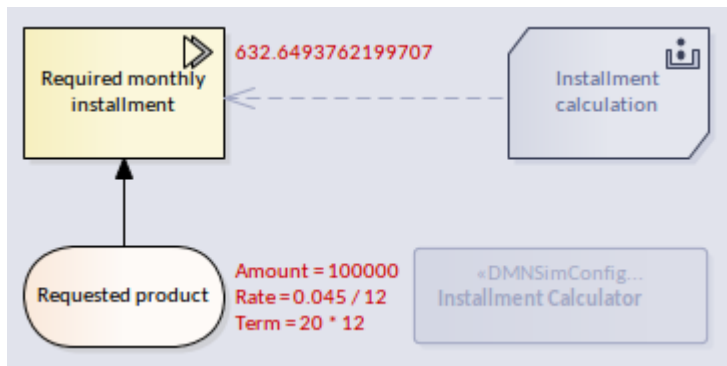 Required monthly
installment
632.6493762199707
Installment
calculation
Requested product
Amount = 100000
Rate = 0.045 / 12
Term = 20 * 12
«DMNSimConfig...
Installment Calculator